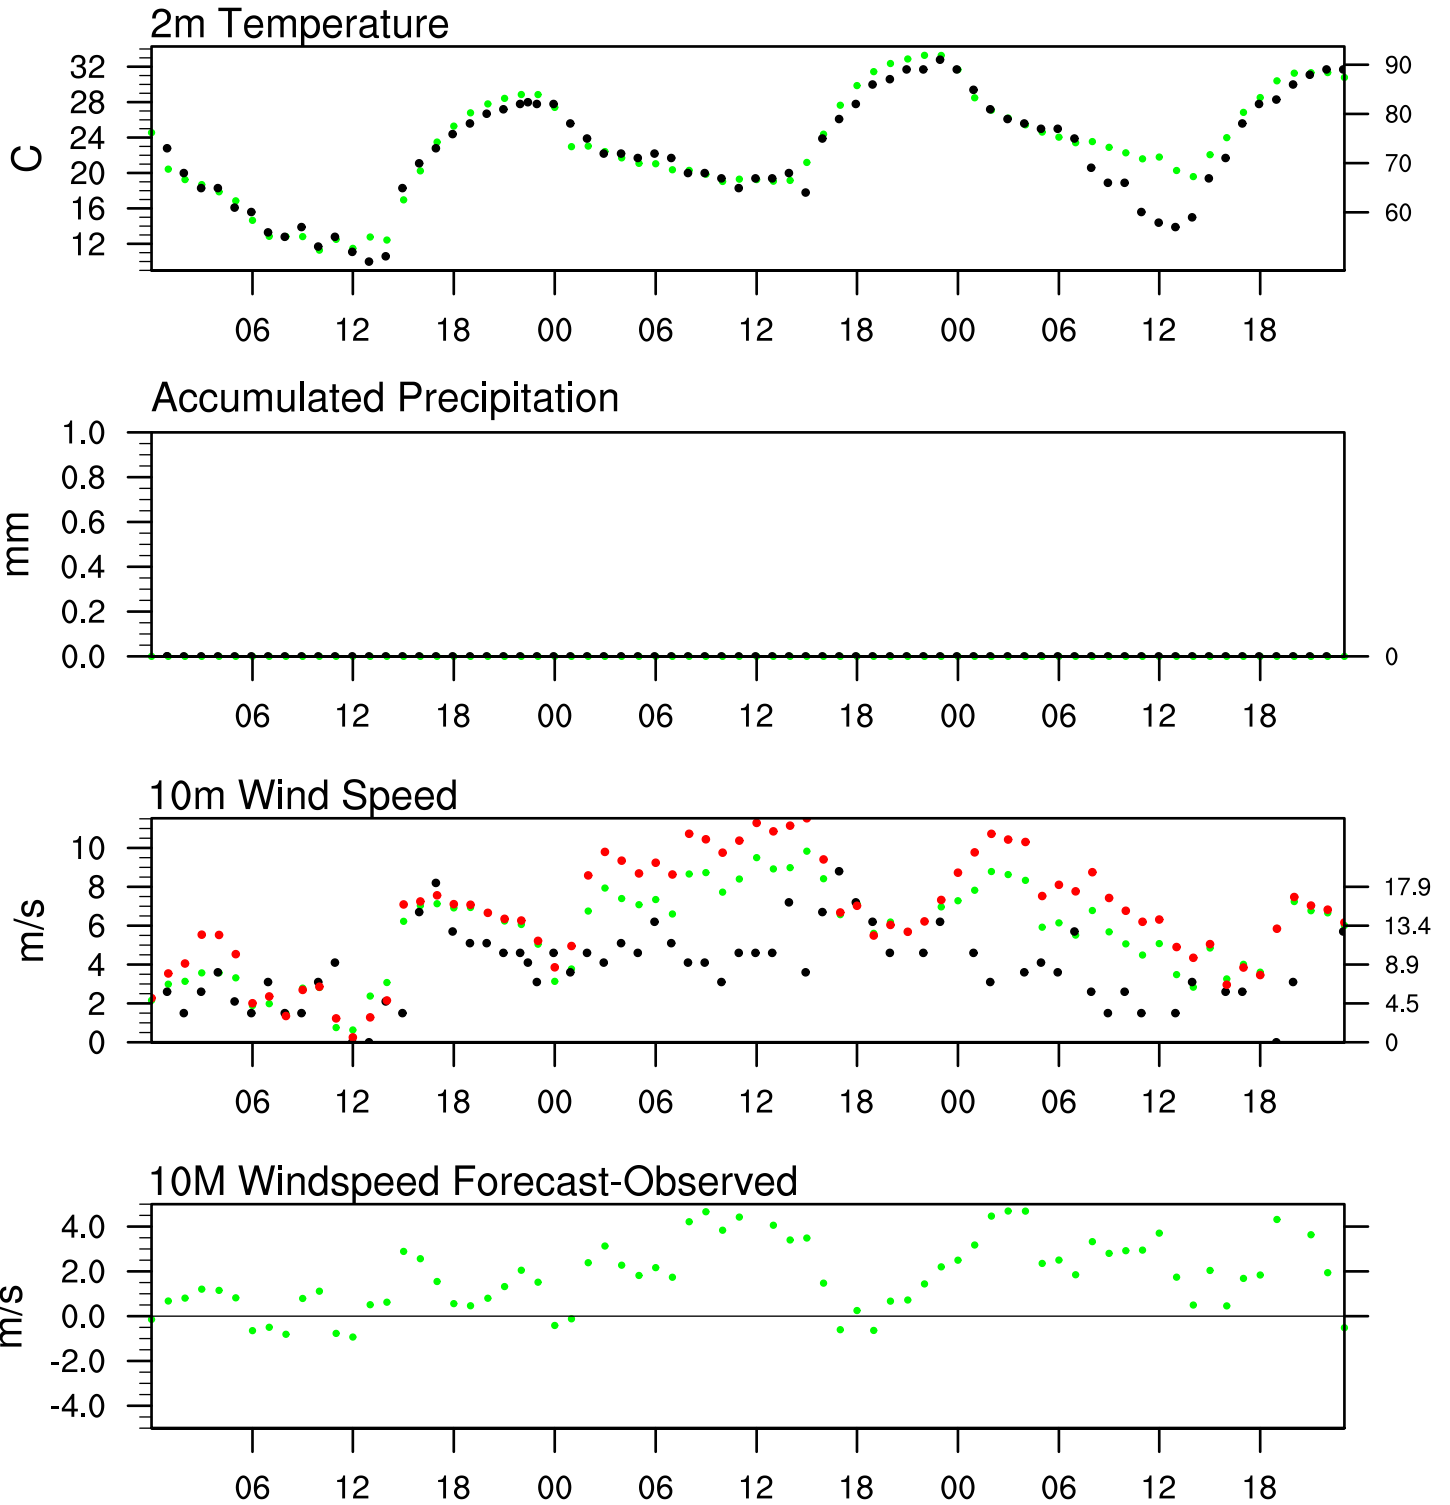 2m Temperature
32
28
24
20
16
12
C
90
80
70
60
06 12 18 00 06 12 18 00 06 12 18
Accumulated Precipitation
1.0
0.8
0.6
0.4
0.2
0.0
mm
0
06 12 18 00 06 12 18 00 06 12 18
10m Wind Speed
10
8
6
4
2
0
m/s
17.9
13.4
8.9
4.5
0
06 12 18 00 06 12 18 00 06 12 18
10M Windspeed Forecast-Observed
4.0
2.0
0.0
-2.0
-4.0
m/s
06 12 18 00 06 12 18 00 06 12 18